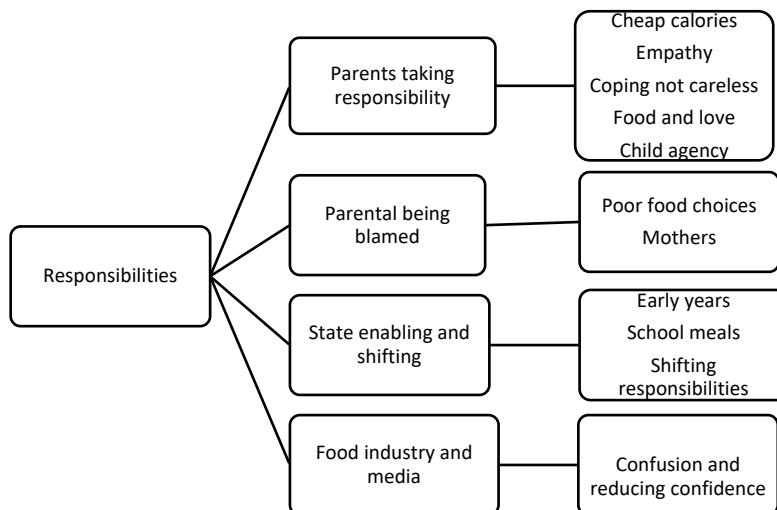 Responsibilities
Parents taking
responsibility
Cheap calories
Empathy
Coping not careless
Food and love
Child agency
Parental being
blamed
Poor food choices
Mothers
State enabling and
shifting
Early years
School meals
Shifting
responsibilities
Food industry and
media
Confusion and
reducing confidence